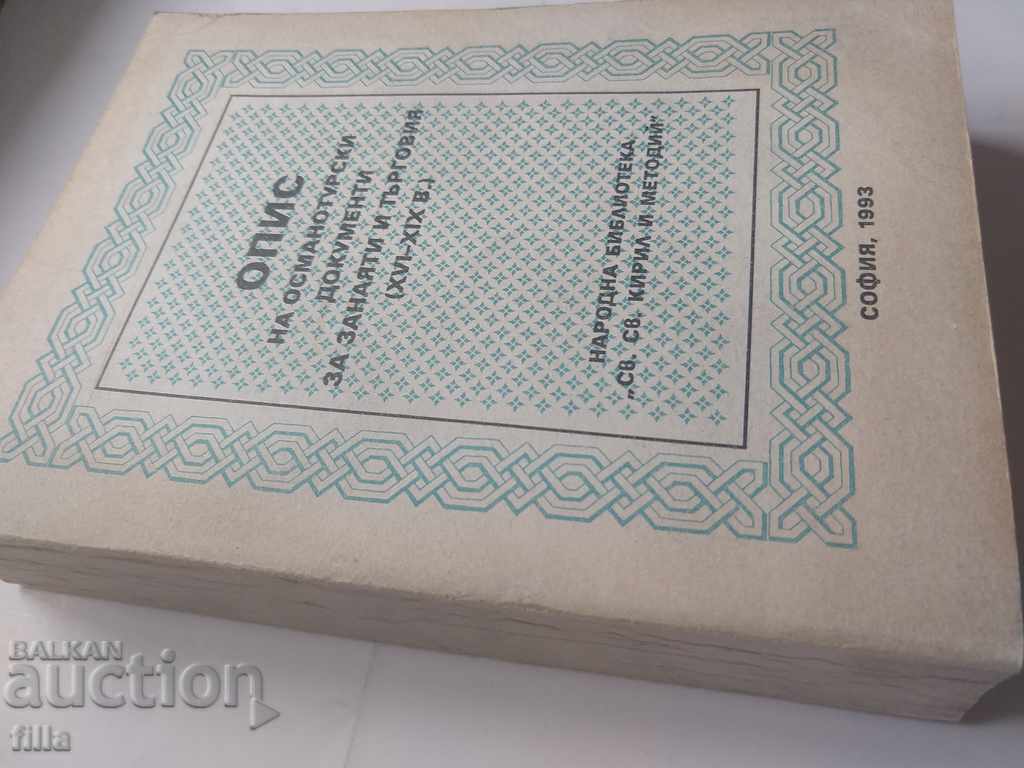 ОПИС
НА ОСМАНОТУРСКИ
ДОКУМЕНТИ
ЗА ЗАНАЯТИ И ТЪРГОВИЯ
(XVI–XIX В.)
НАРОДНА БИБЛИОТЕКА
„СВ. СВ. КИРИЛ И МЕТОДИЙ"
СОФИЯ, 1993
BALKAN
auction
filla